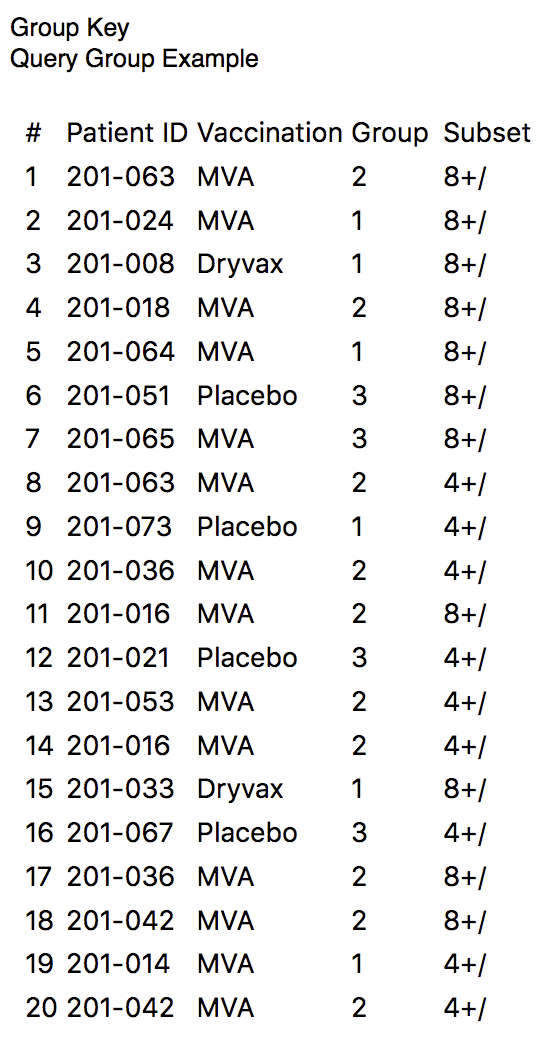 Group Key
Query Group Example
# Patient ID Vaccination Group Subset
1 201-063 MVA 2 8+/
2 201-024 MVA 1 8+/
3 201-008 Dryvax 1 8+/
4 201-018 MVA 2 8+/
5 201-064 MVA 1 8+/
6 201-051 Placebo 3 8+/
7 201-065 MVA 3 8+/
8 201-063 MVA 2 4+/
9 201-073 Placebo 1 4+/
10 201-036 MVA 2 4+/
11 201-016 MVA 2 8+/
12 201-021 Placebo 3 4+/
13 201-053 MVA 2 4+/
14 201-016 MVA 2 4+/
15 201-033 Dryvax 1 8+/
16 201-067 Placebo 3 4+/
17 201-036 MVA 2 8+/
18 201-042 MVA 2 8+/
19 201-014 MVA 1 4+/
20 201-042 MVA 2 4+/